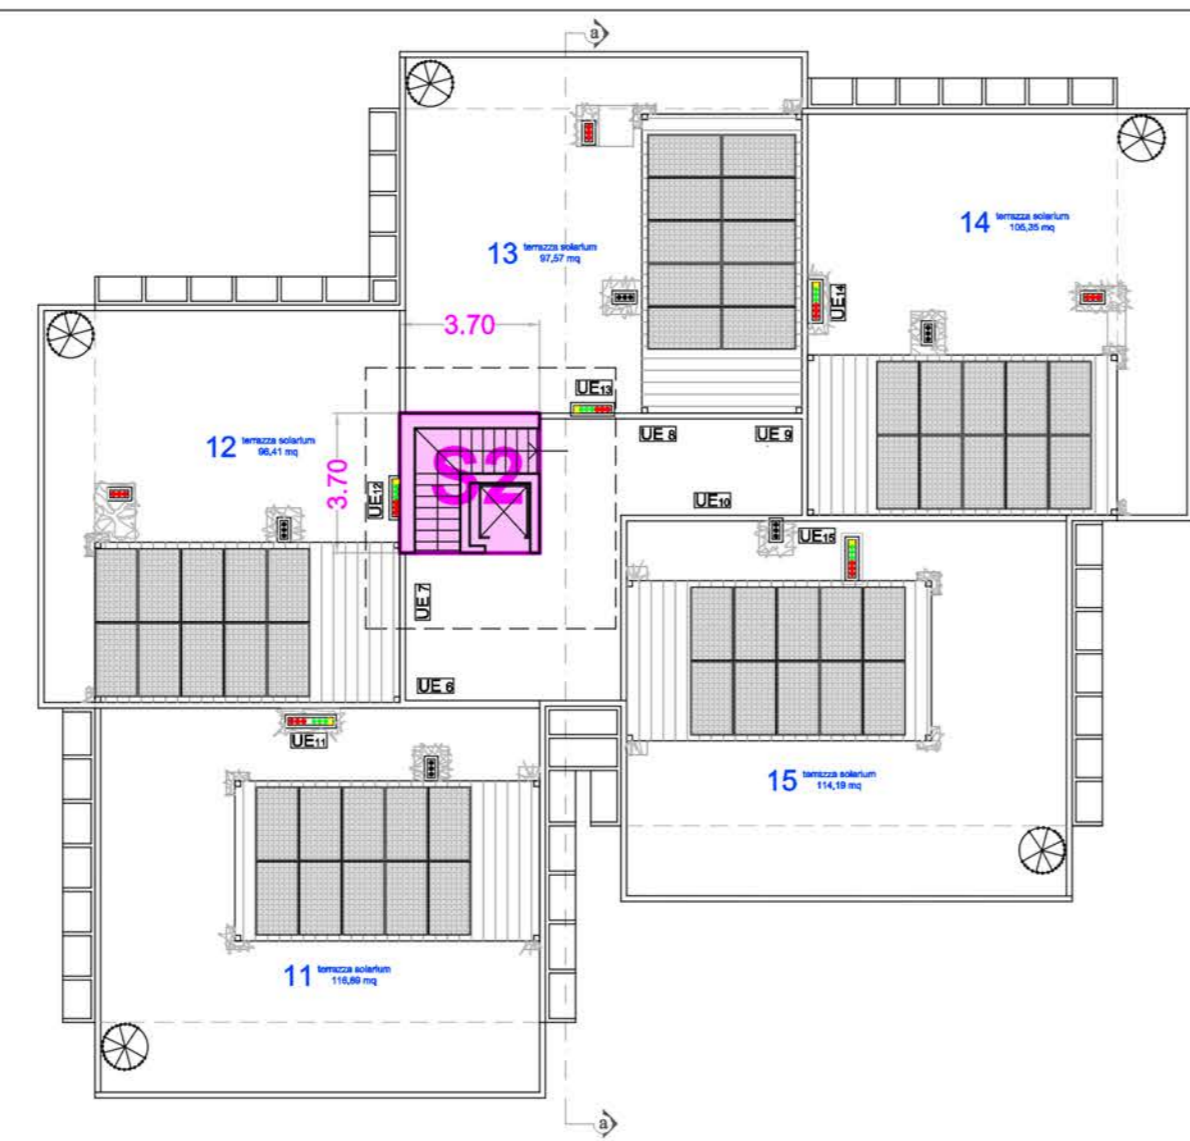 a
13 terrazza solarium
97,57 mq
14 terrazza solarium
105,35 mq
UE14
3.70
UE13
UE 8
UE 9
12 terrazza solarium
96,41 mq
S2
3.70
UE12
UE10
UE15
UE 7
UE 6
UE11
15 terrazza solarium
114,19 mq
11 terrazza solarium
116,89 mq
a